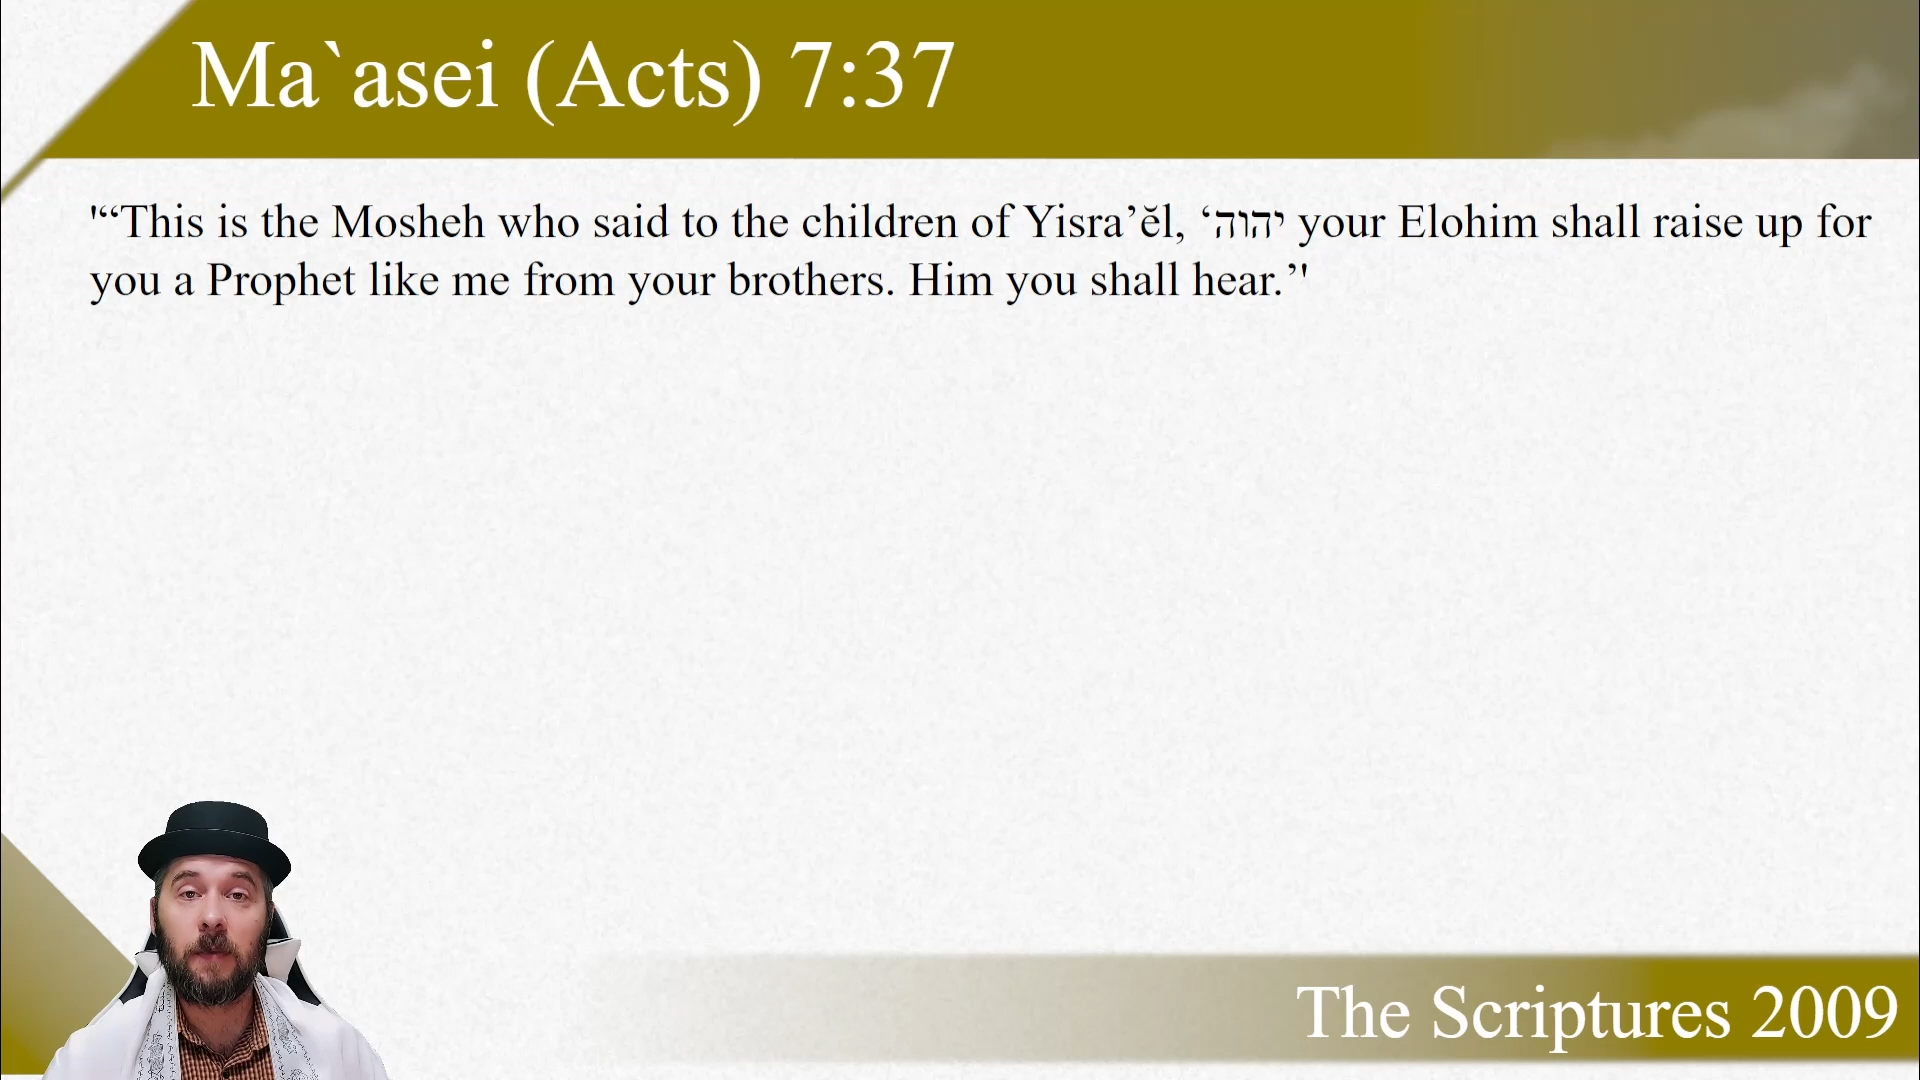 Ma`asei (Acts) 7:37
'“‘This is the Mosheh who said to the children of Yisra’ĕl, ‘יהוה’ your Elohim shall raise up for
you a Prophet like me from your brothers. Him you shall hear.’'
The Scriptures 2009